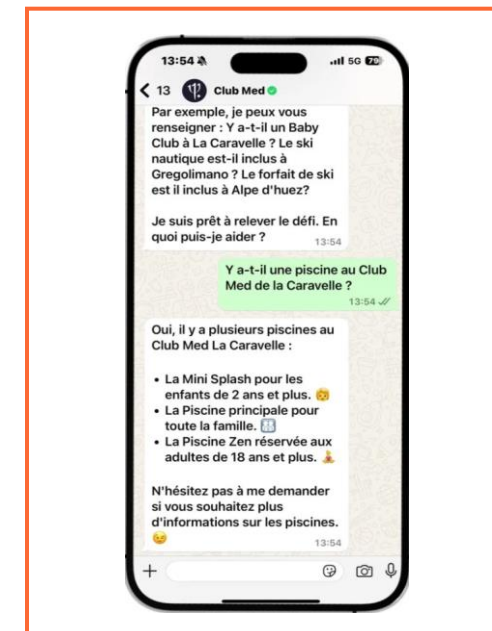 13:54
5G 79
13 Club Med
Par exemple, je peux vous
renseigner : Y a-t-il un Baby
Club à La Caravelle ? Le ski
nautique est-il inclus à
Gregolimano ? Le forfait de ski
est il inclus à Alpe d'huez?
Je suis prêt à relever le défi. En
quoi puis-je aider ?
13:54
Y a-t-il une piscine au Club
Med de la Caravelle ?
13:54
Oui, il y a plusieurs piscines au
Club Med La Caravelle :
• La Mini Splash pour les
enfants de 2 ans et plus. 👶
• La Piscine principale pour
toute la famille.
• La Piscine Zen réservée aux
adultes de 18 ans et plus. 🧘
N'hésitez pas à me demander
si vous souhaitez plus
d'informations sur les piscines.
😉
13:54